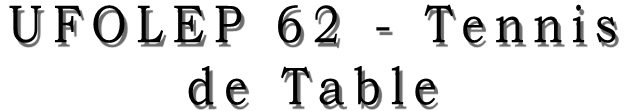 UFOLEP 62 - Tennis
de Table